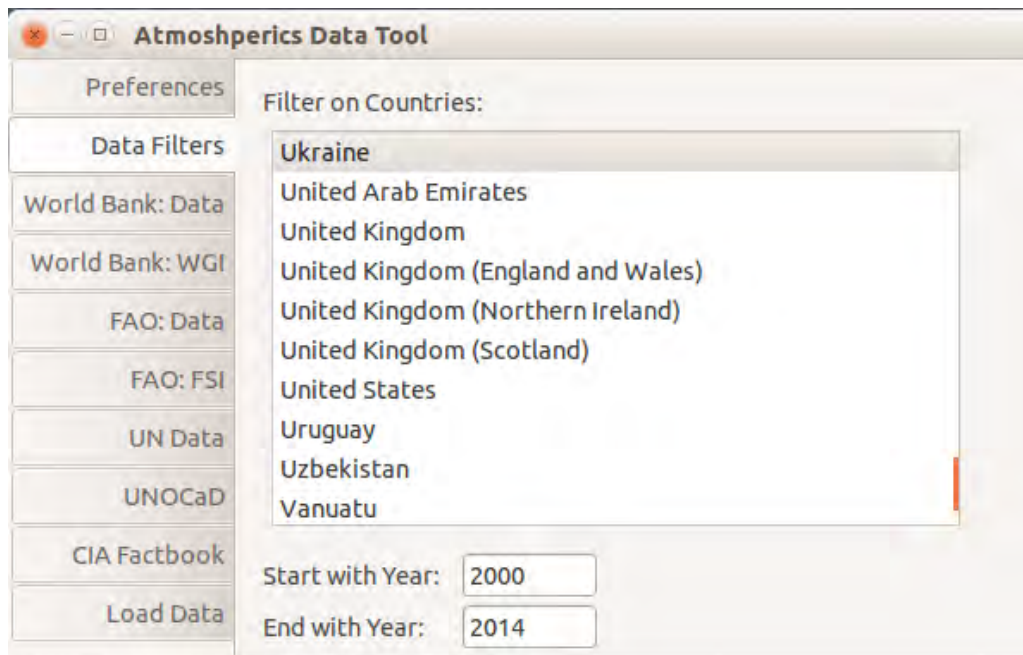 Atmoshperics Data Tool
Preferences
Data Filters
World Bank: Data
World Bank: WGI
FAO: Data
FAO: FSI
UN Data
UNOCaD
CIA Factbook
Load Data
Filter on Countries:
Ukraine
United Arab Emirates
United Kingdom
United Kingdom (England and Wales)
United Kingdom (Northern Ireland)
United Kingdom (Scotland)
United States
Uruguay
Uzbekistan
Vanuatu
Start with Year: 2000
End with Year: 2014